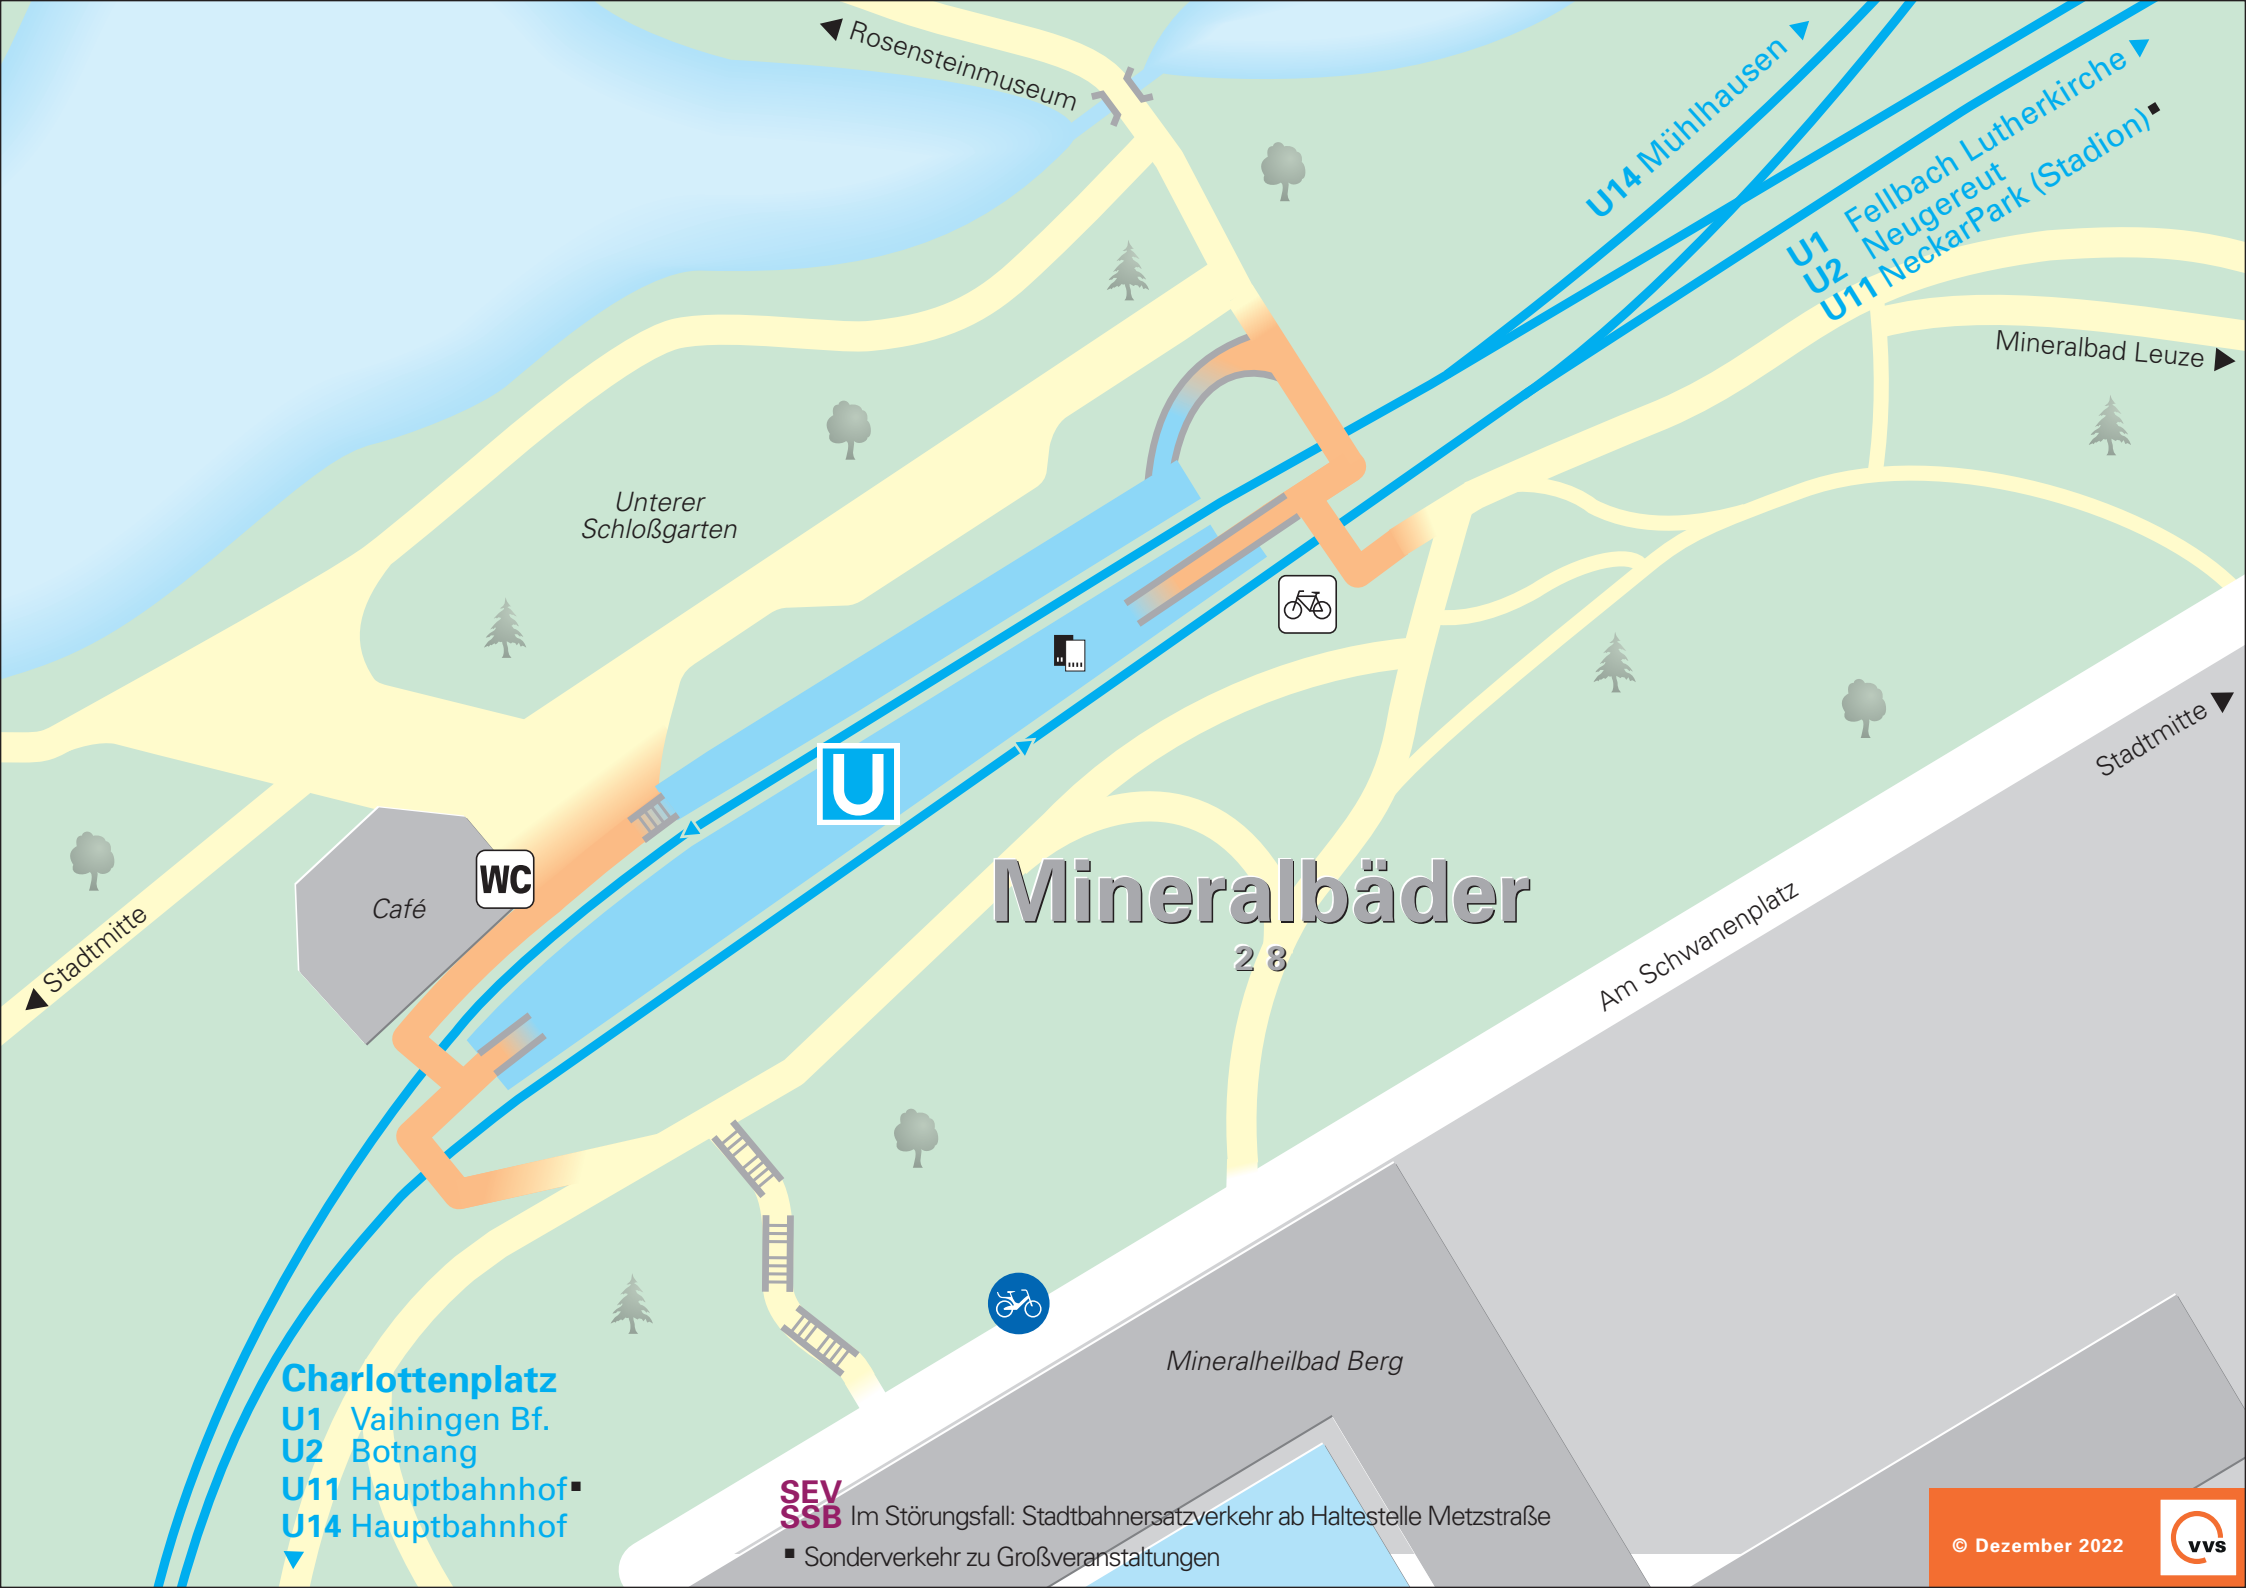 Rosensteinmuseum
U14 Mühlhausen
U1 Fellbach Lutherkirche
U2 Neugereut
U11 NeckarPark (Stadion)▪
Mineralbad Leuze
Unterer
Schloßgarten
Stadtmitte
U
WC
Café
Stadtmitte
Mineralbäder
28
Am Schwanenplatz
Mineralheilbad Berg
Charlottenplatz
U1 Vaihingen Bf.
U2 Botnang
U11 Hauptbahnhof▪
U14 Hauptbahnhof
SEV
SSB Im Störungsfall: Stadtbahnersatzverkehr ab Haltestelle Metzstraße
▪ Sonderverkehr zu Großveranstaltungen
© Dezember 2022
vvs